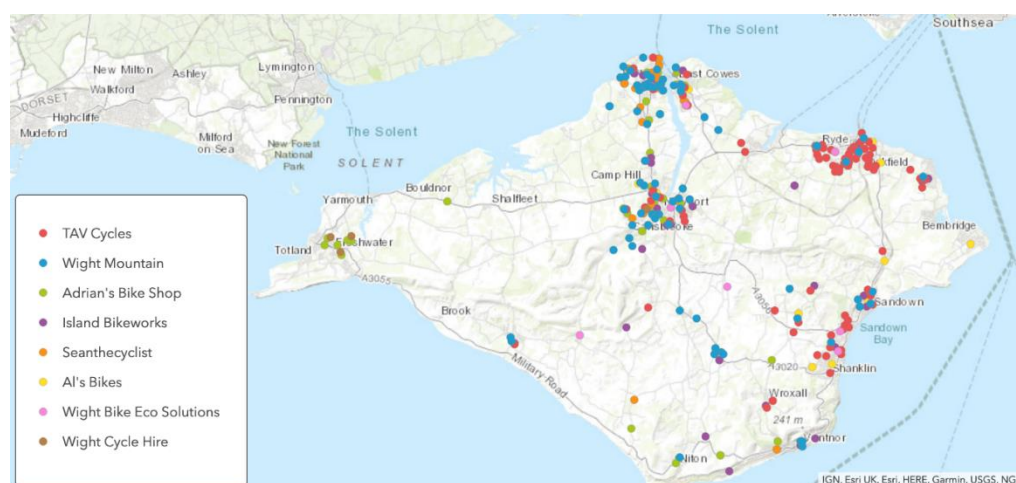 Southsea
The Solent
New Milton
Ashley
Lymington
DORSET
Walkford
Pennington
Highcliffe
Mudeford
Milford
on Sea
New Forest
National
Park
The Solent
SOLENT
East Cowes
Ryde
Camp Hill
Bouldnor
Shalfleet
Yarmouth
Bembridge
Totland
Freshwater
A3055
Brook
A3056
Sandown
Sandown
Bay
Military Road
A3020
Shanklin
Wroxall
241 m
Niton
TAV Cycles
Wight Mountain
Adrian's Bike Shop
Island Bikeworks
Seanthecyclist
Al's Bikes
Wight Bike Eco Solutions
Wight Cycle Hire
IGN, Esri UK, Esri, HERE, Garmin, USGS, NG